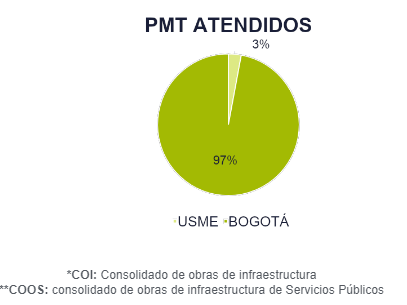 PMT ATENDIDOS
3%
97%
USME BOGOTÁ
*COI: Consolidado de obras de infraestructura
**COOS: consolidado de obras de infraestructura de Servicios Públicos